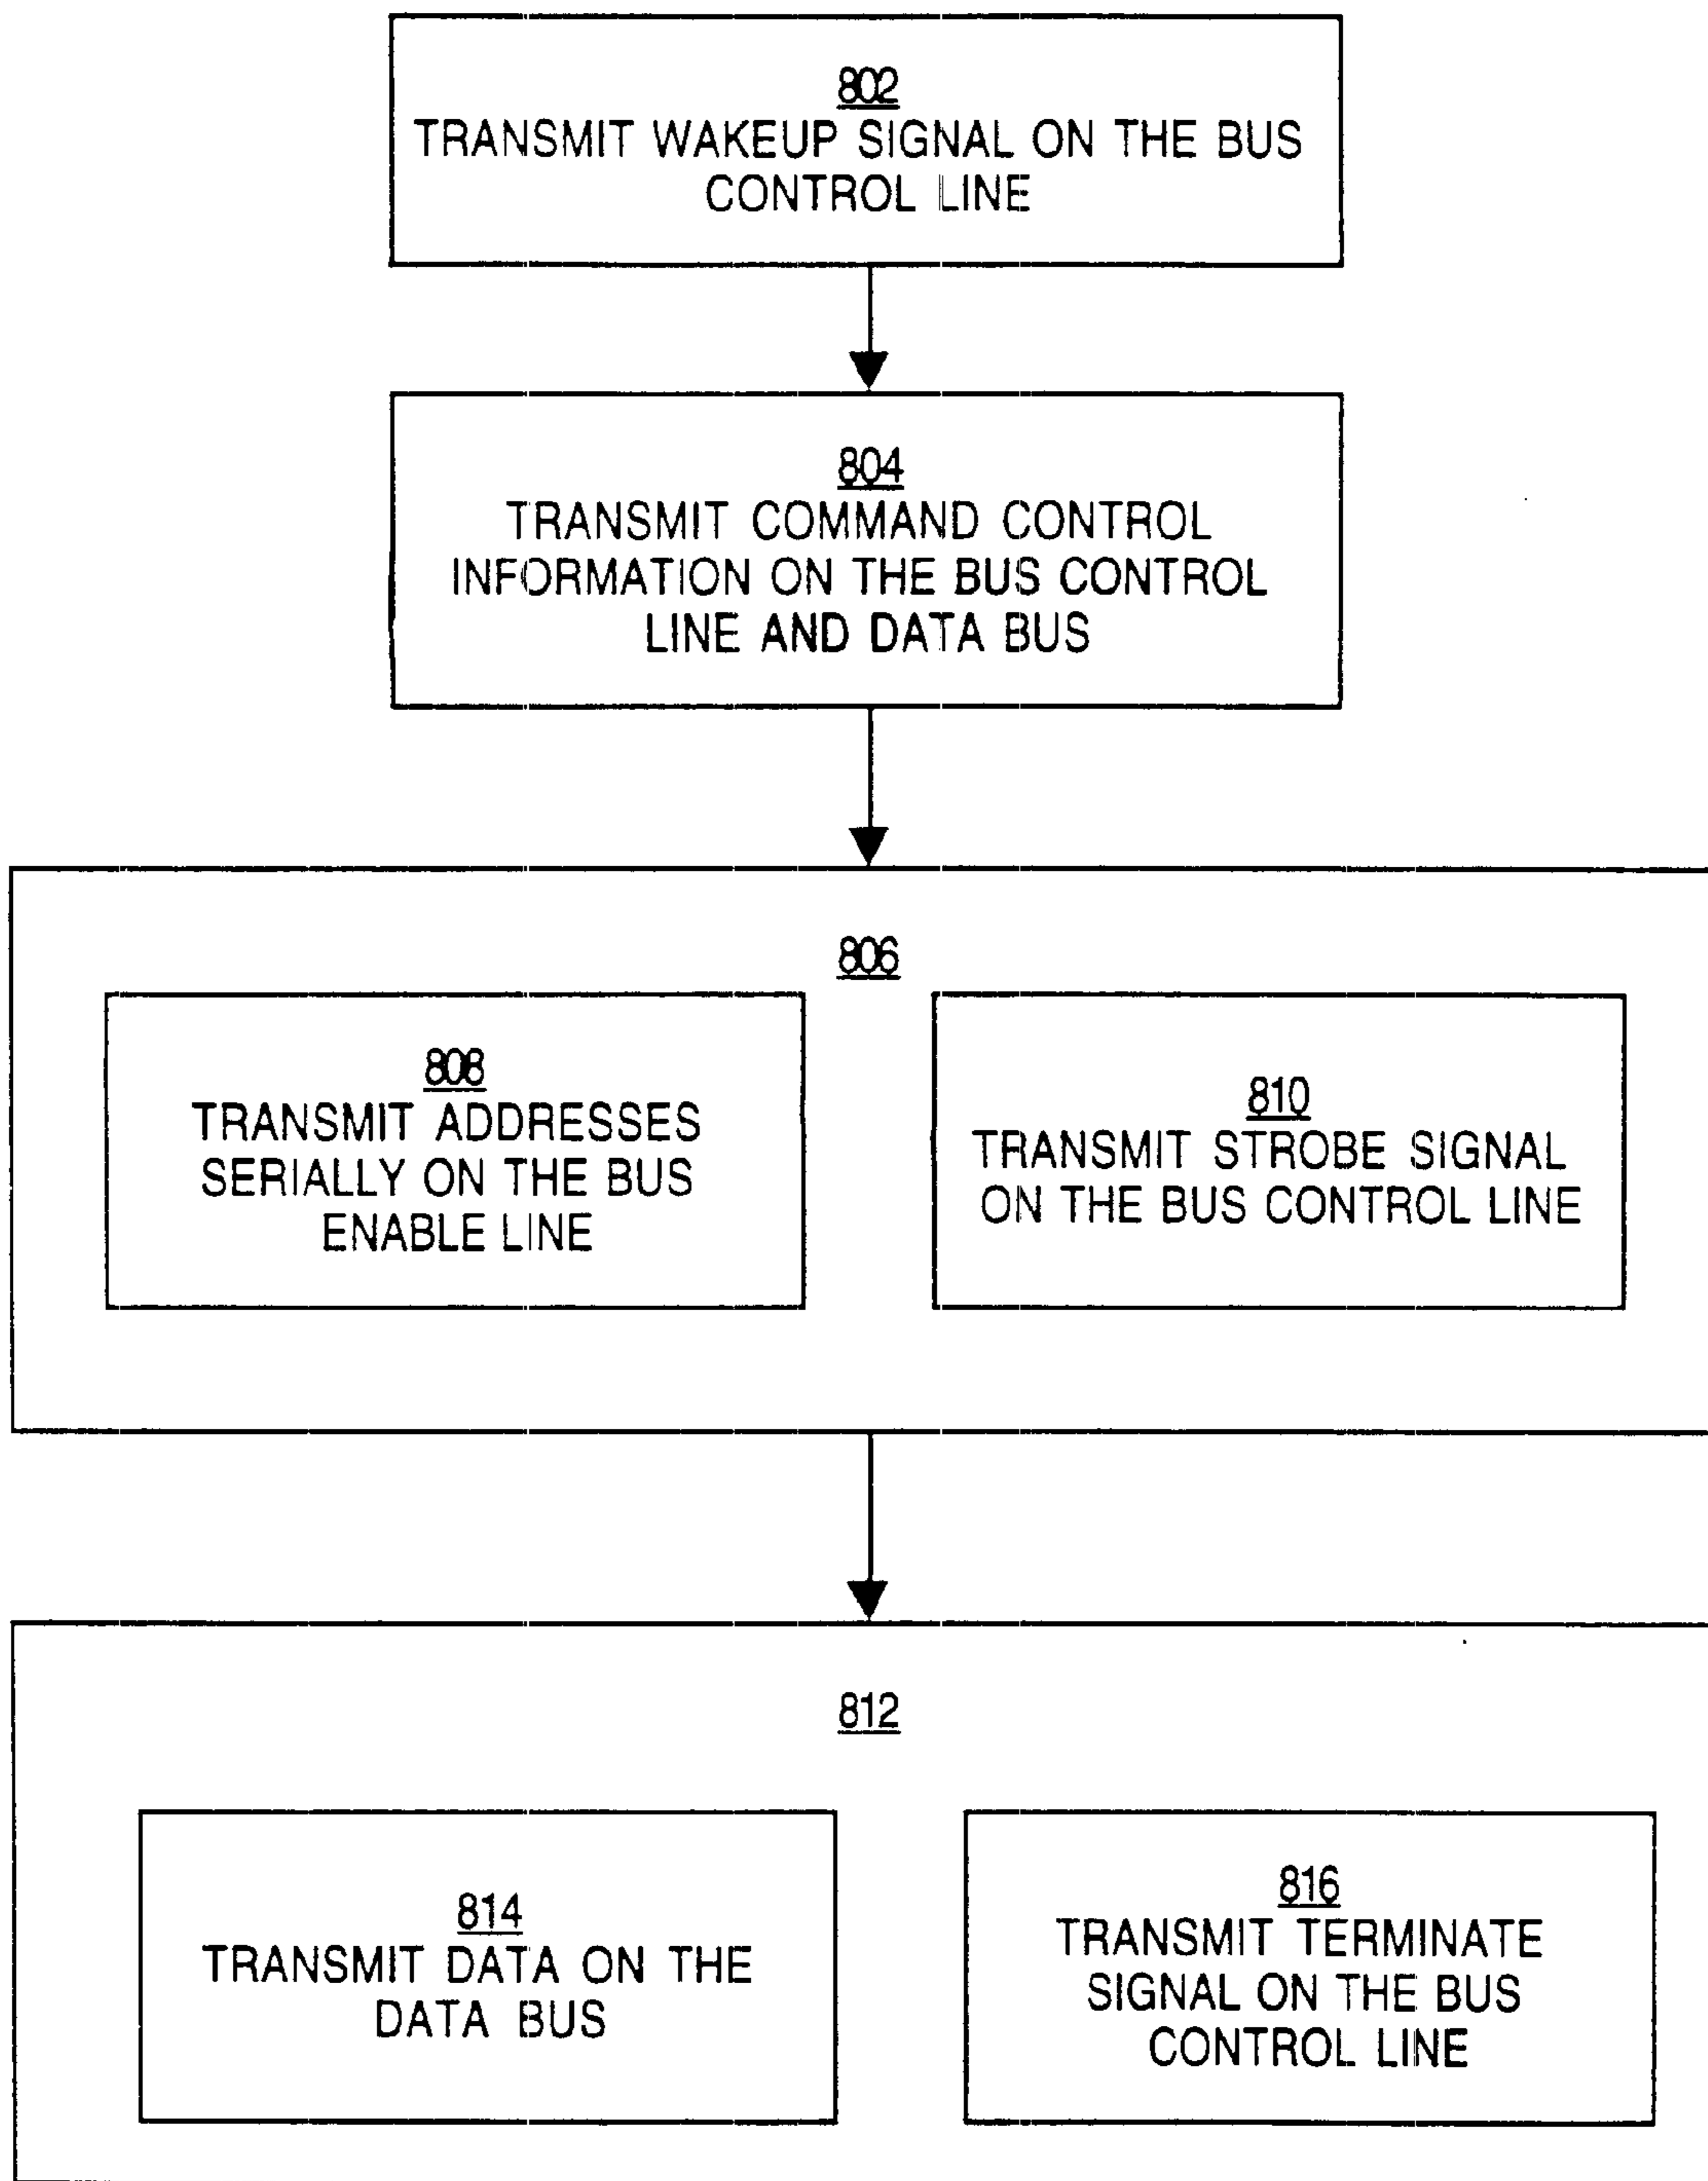 802
TRANSMIT WAKEUP SIGNAL ON THE BUS
CONTROL LINE
804
TRANSMIT COMMAND CONTROL
INFORMATION ON THE BUS CONTROL
LINE AND DATA BUS
806
808
TRANSMIT ADDRESSES
SERIALLY ON THE BUS
ENABLE LINE
810
TRANSMIT STROBE SIGNAL
ON THE BUS CONTROL LINE
812
814
TRANSMIT DATA ON THE
DATA BUS
816
TRANSMIT TERMINATE
SIGNAL ON THE BUS
CONTROL LINE